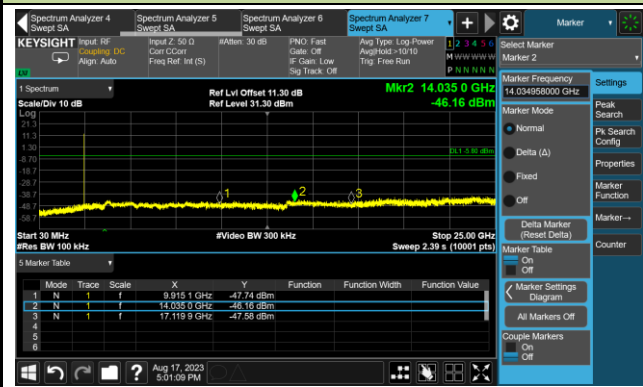 Spectrum Analyzer 4
Swept SA
Spectrum Analyzer 5
Swept SA
Spectrum Analyzer 6
Swept SA
Spectrum Analyzer 7
Swept SA
Marker
KEYSIGHT
Input: RF
Coupling: DC
Align: Auto
Input Z: 50 Ω
Corr CCorr
Freq Ref: Int (S)
#Atten: 30 dB
PNO: Fast
Gate: Off
IF Gain: Low
Sig Track: Off
Avg Type: Log-Power
Avg|Hold:>10/10
Trig: Free Run
1 2 3 4 5 6
M W W W W W
P N N N N N
Select Marker
Marker 2
1 Spectrum
Scale/Div 10 dB
Ref Lvl Offset 11.30 dB
Ref Level 31.30 dBm
Mkr2 14.035 0 GHz
-46.16 dBm
Log
21.3
11.3
1.30
-8.70
-18.7
-28.7
-38.7
-48.7
-58.7
1
2
3
Start 30 MHz
#Res BW 100 kHz
#Video BW 300 kHz
Stop 25.00 GHz
Sweep 2.39 s (10001 pts)
5 Marker Table
Mode Trace Scale X Y Function Function Width Function Value
1 N 1 f 9.915 1 GHz -47.74 dBm
2 N 1 f 14.035 0 GHz -46.16 dBm
3 N 1 f 17.119 9 GHz -47.58 dBm
4
5
6
Marker Frequency
14.034958000 GHz
Marker Mode
Normal
Delta (Δ)
Fixed
Off
Delta Marker
(Reset Delta)
Marker Table
On
Off
Marker Settings
Diagram
All Markers Off
Couple Markers
On
Off
Settings
Peak
Search
Pk Search
Config
Properties
Marker
Function
Marker→
Counter
Aug 17, 2023
5:01:09 PM